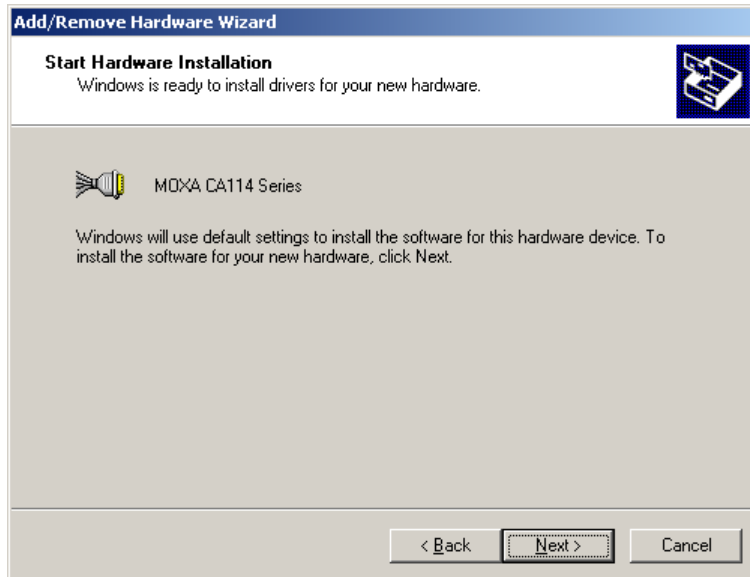 Add/Remove Hardware Wizard
Start Hardware Installation
Windows is ready to install drivers for your new hardware.
MOXA CA114 Series
Windows will use default settings to install the software for this hardware device. To
install the software for your new hardware, click Next.
< Back
Next >
Cancel